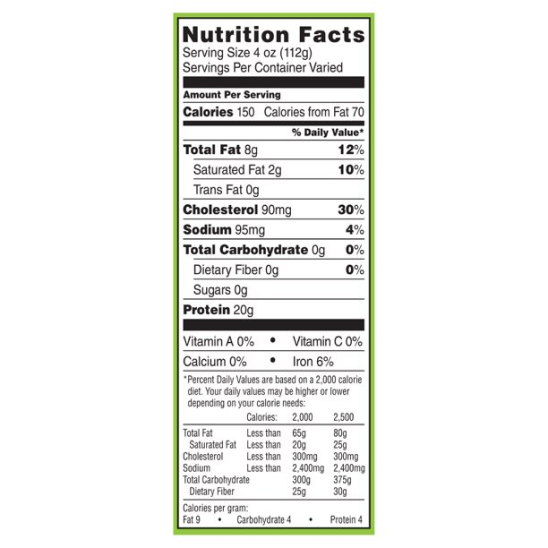 Nutrition Facts
Serving Size 4 oz (112g)
Servings Per Container Varied
Amount Per Serving
Calories 150 Calories from Fat 70
% Daily Value*
Total Fat 8g 12%
Saturated Fat 2g 10%
Trans Fat 0g
Cholesterol 90mg 30%
Sodium 95mg 4%
Total Carbohydrate 0g 0%
Dietary Fiber 0g 0%
Sugars 0g
Protein 20g
Vitamin A 0% • Vitamin C 0%
Calcium 0% • Iron 6%
*Percent Daily Values are based on a 2,000 calorie
diet. Your daily values may be higher or lower
depending on your calorie needs:
Calories: 2,000 2,500
Total Fat Less than 65g 80g
Saturated Fat Less than 20g 25g
Cholesterol Less than 300mg 300mg
Sodium Less than 2,400mg 2,400mg
Total Carbohydrate 300g 375g
Dietary Fiber 25g 30g
Calories per gram:
Fat 9 • Carbohydrate 4 • Protein 4